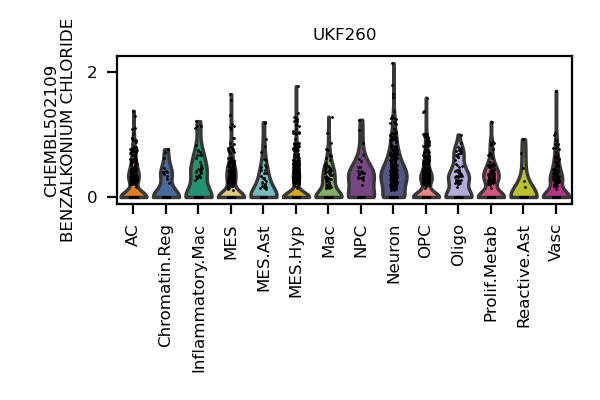 UKF260
CHEMBL502109
BENZALKONIUM CHLORIDE
2
0
AC
Chromatin.Reg
Inflammatory.Mac
MES
MES.Ast
MES.Hyp
Mac
NPC
Neuron
OPC
Oligo
Prolif.Metab
Reactive.Ast
Vasc